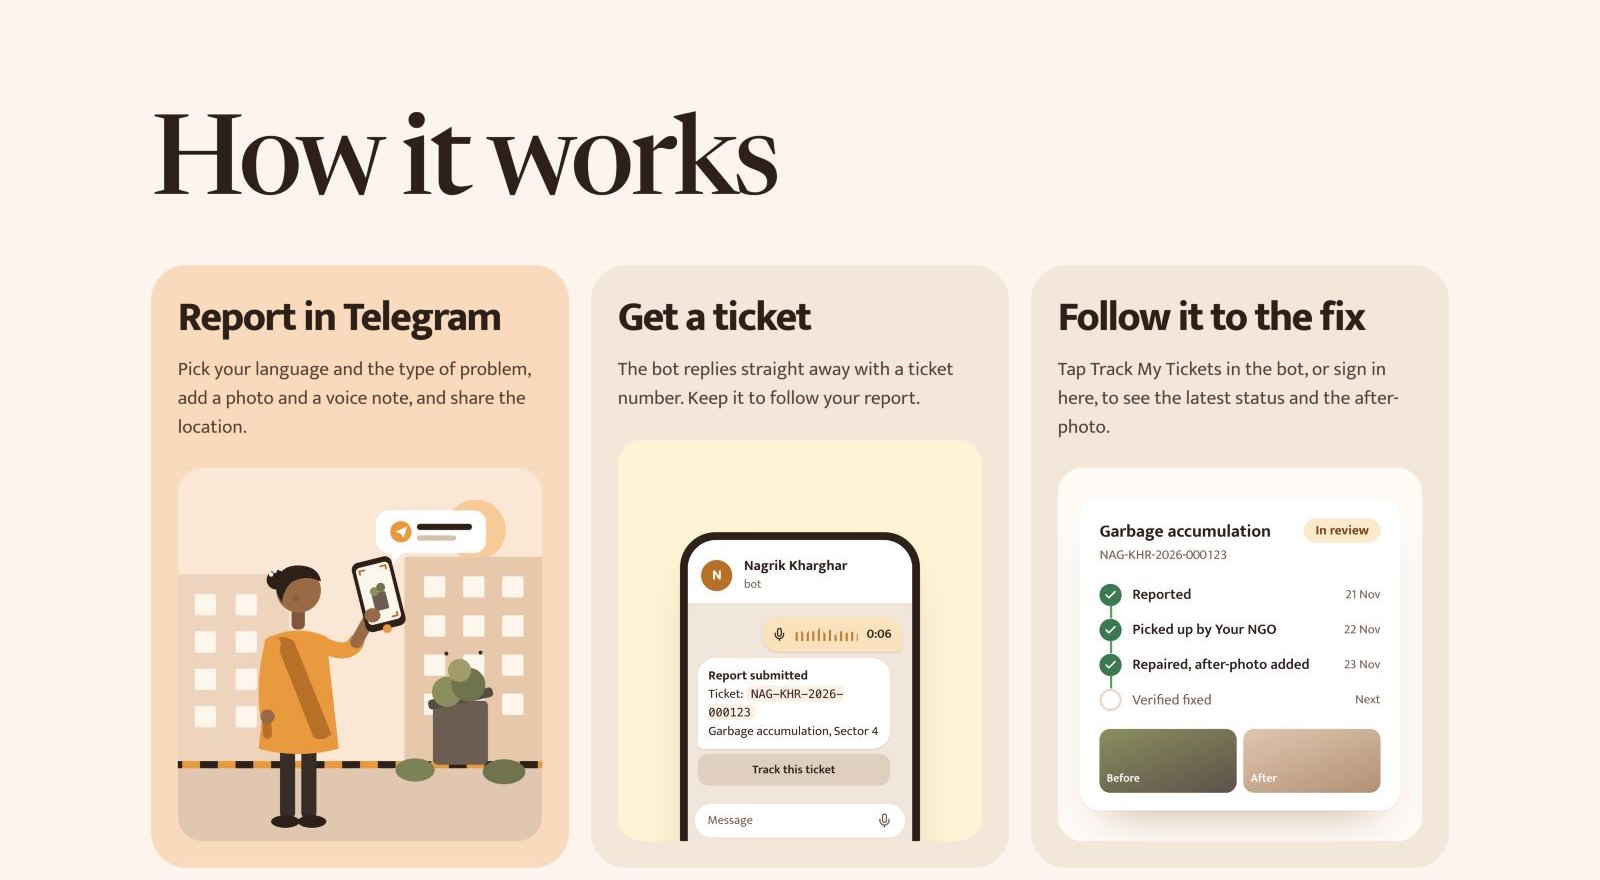 How it works
Report in Telegram
Pick your language and the type of problem,
add a photo and a voice note, and share the
location.
Get a ticket
The bot replies straight away with a ticket
number. Keep it to follow your report.
N
Nagrik Kharghar
bot
0:06
Report submitted
Ticket: NAG-KHR-2026-
000123
Garbage accumulation, Sector 4
Track this ticket
Message
Follow it to the fix
Tap Track My Tickets in the bot, or sign in
here, to see the latest status and the after-
photo.
Garbage accumulation In review
NAG-KHR-2026-000123
Reported 21 Nov
Picked up by Your NGO 22 Nov
Repaired, after-photo added 23 Nov
Verified fixed Next
Before After